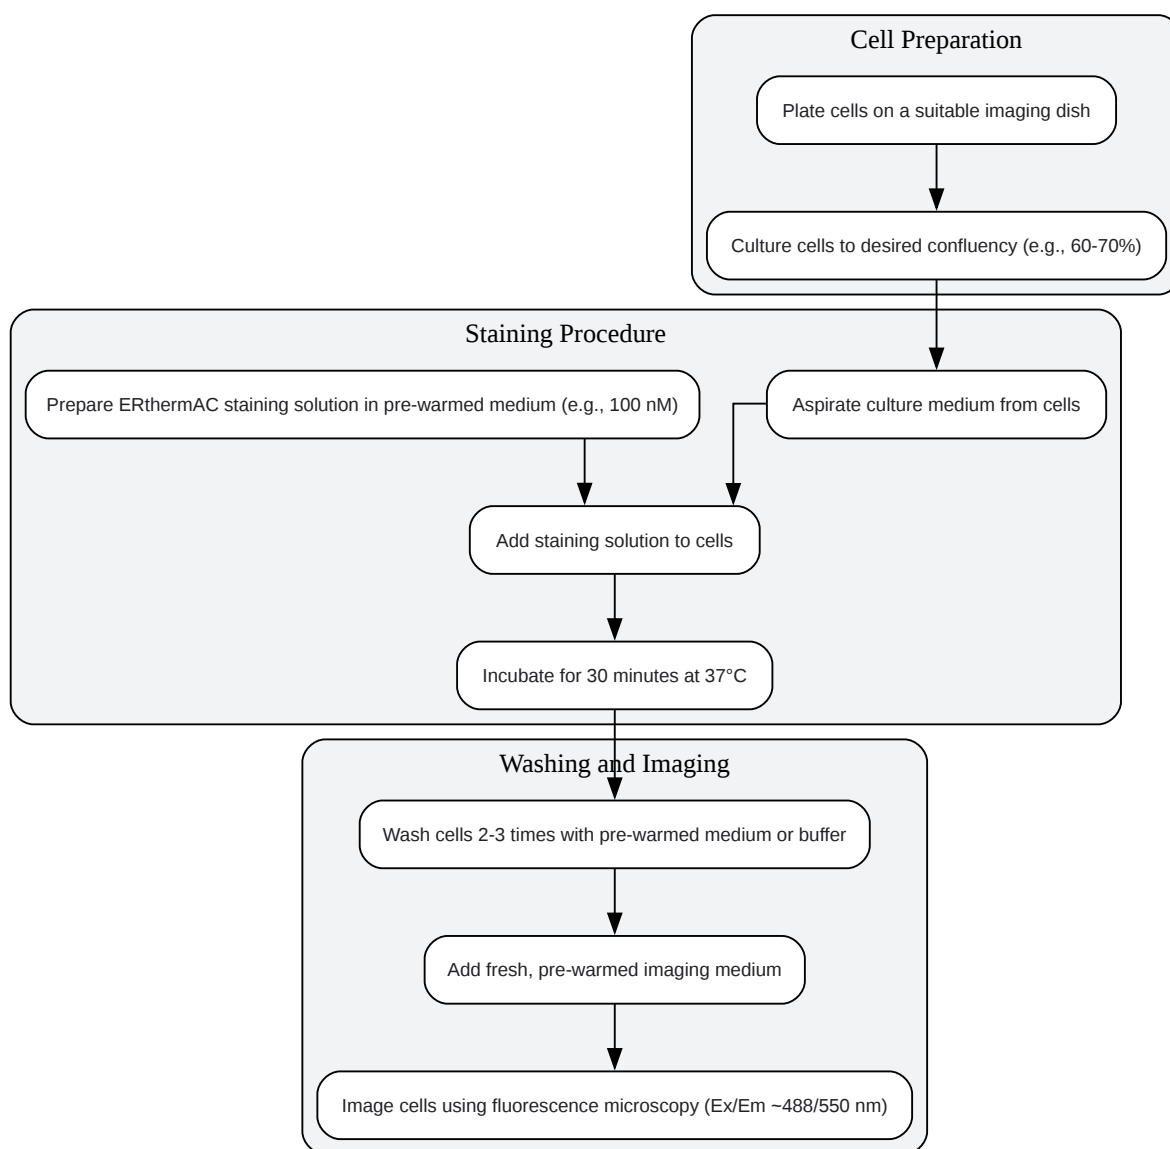 Cell Preparation
Plate cells on a suitable imaging dish
Culture cells to desired confluency (e.g., 60-70%)
Staining Procedure
Prepare ERthermAC staining solution in pre-warmed medium (e.g., 100 nM)
Aspirate culture medium from cells
Add staining solution to cells
Incubate for 30 minutes at 37°C
Washing and Imaging
Wash cells 2-3 times with pre-warmed medium or buffer
Add fresh, pre-warmed imaging medium
Image cells using fluorescence microscopy (Ex/Em ~488/550 nm)